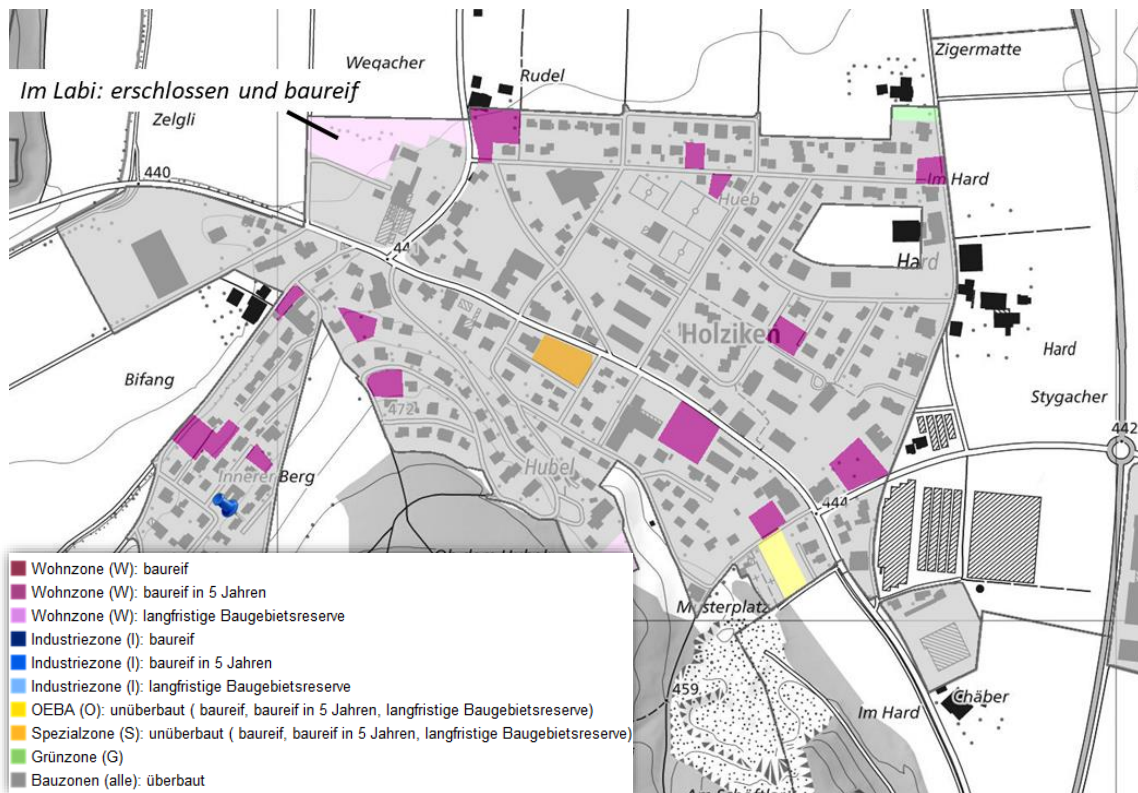 Wegacher
Rudel
Zigermatte
Im Labi: erschlossen und baureif
Zelgli
440
Im Hard
Hueb
441
Hard
Holziken
Bifang
Hard
472
Stygacher
442
Hubel
Innerer Berg
444
Wohnzone (W): baureif
Wohnzone (W): baureif in 5 Jahren
Musterplatz
Wohnzone (W): langfristige Baugebietsreserve
Industriezone (I): baureif
Industriezone (I): baureif in 5 Jahren
459
Industriezone (I): langfristige Baugebietsreserve
Chäber
OEBA (O): unüberbaut ( baureif, baureif in 5 Jahren, langfristige Baugebietsreserve)
Im Hard
Spezialzone (S): unüberbaut ( baureif, baureif in 5 Jahren, langfristige Baugebietsreserve)
Grünzone (G)
Bauzonen (alle): überbaut